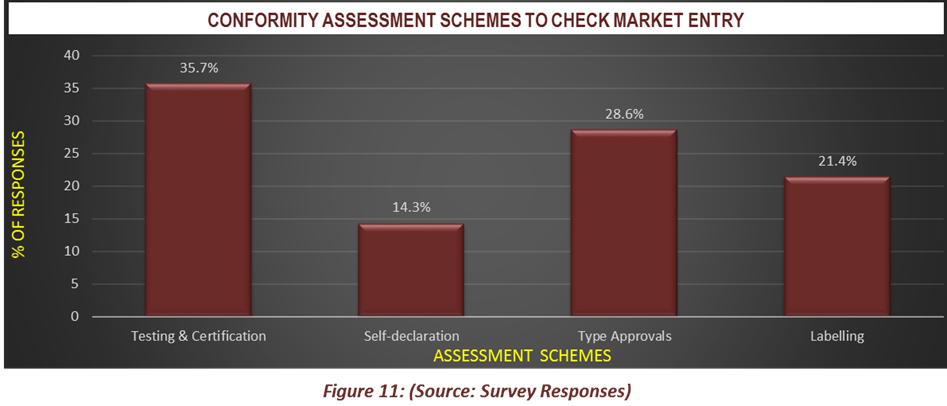 CONFORMITY ASSESSMENT SCHEMES TO CHECK MARKET ENTRY
% OF RESPONSES
40
35
30
25
20
15
10
5
0
35.7%
14.3%
28.6%
21.4%
Testing & Certification
Self-declaration
Type Approvals
Labelling
ASSESSMENT SCHEMES
Figure 11: (Source: Survey Responses)